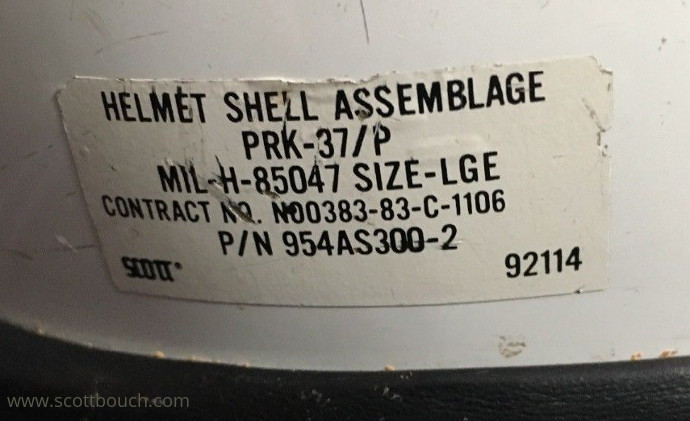 HELMET SHELL ASSEMBLAGE
PRK-37/P
MIL-H-85047 SIZE-LGE
CONTRACT NO. N00383-83-C-1106
P/N 954AS300-2
SCOTT 92114
www.scottbouch.com